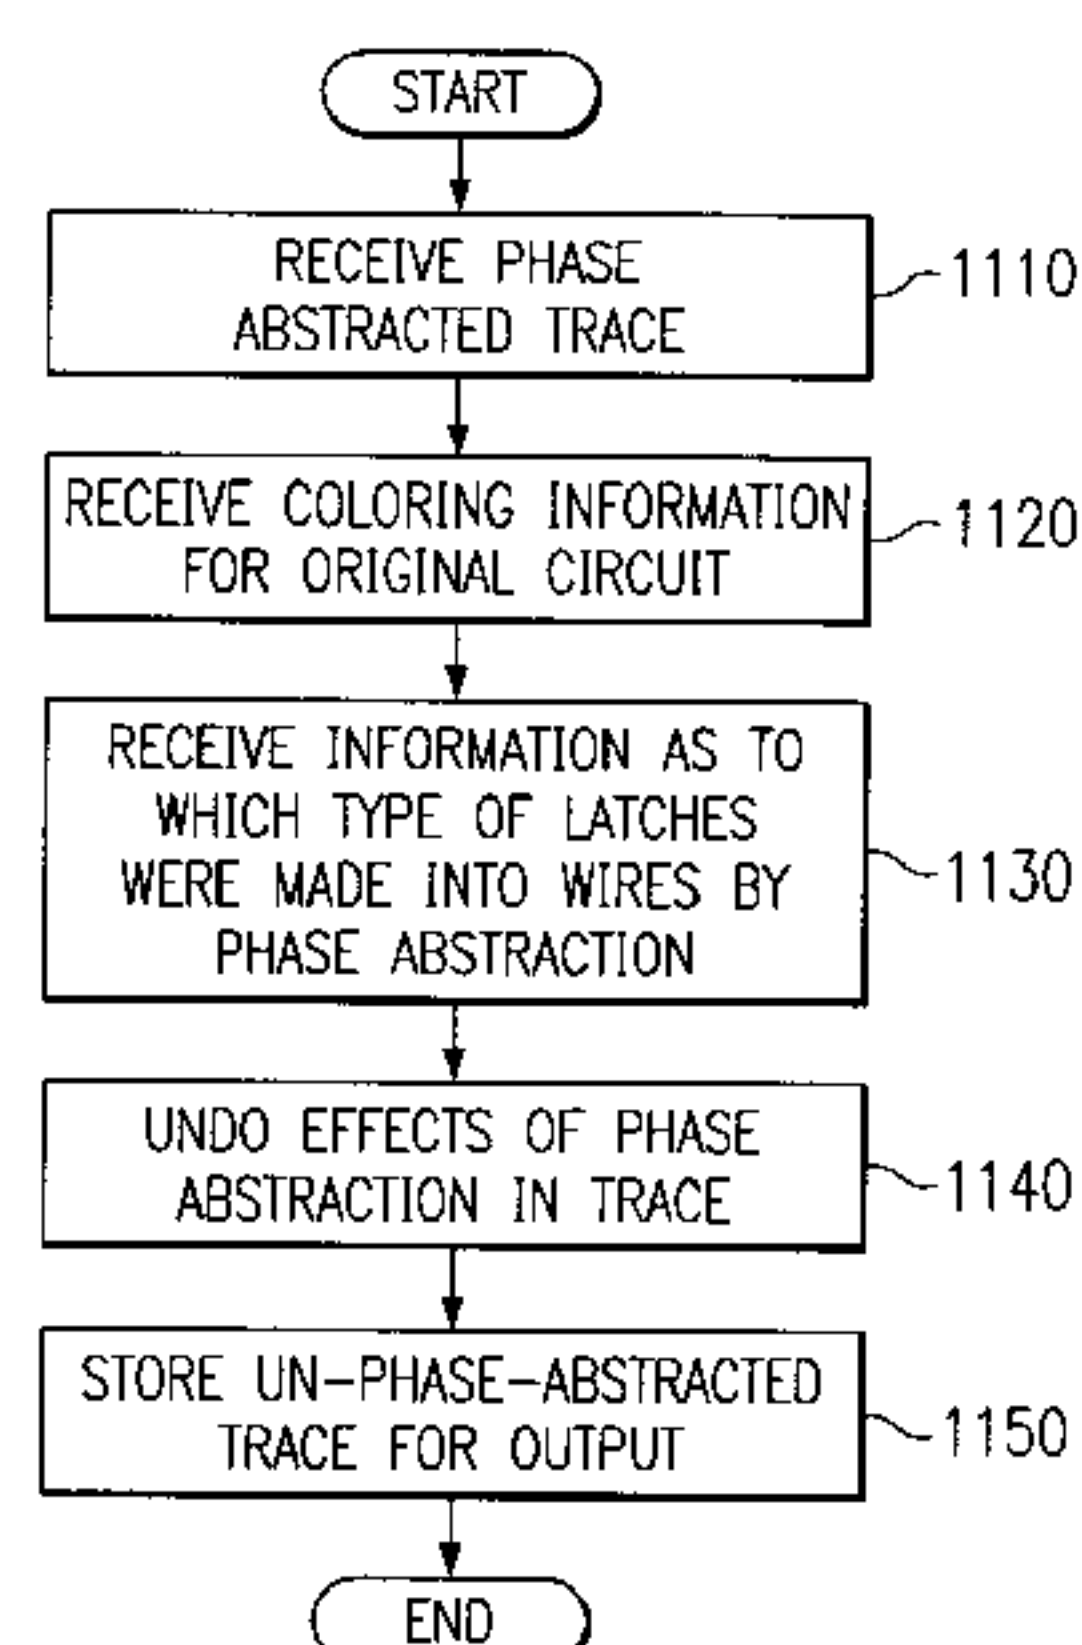 START
RECEIVE PHASE
ABSTRACTED TRACE
1110
RECEIVE COLORING INFORMATION
FOR ORIGINAL CIRCUIT
1120
RECEIVE INFORMATION AS TO
WHICH TYPE OF LATCHES
WERE MADE INTO WIRES BY
PHASE ABSTRACTION
1130
UNDO EFFECTS OF PHASE
ABSTRACTION IN TRACE
1140
STORE UN-PHASE-ABSTRACTED
TRACE FOR OUTPUT
1150
END